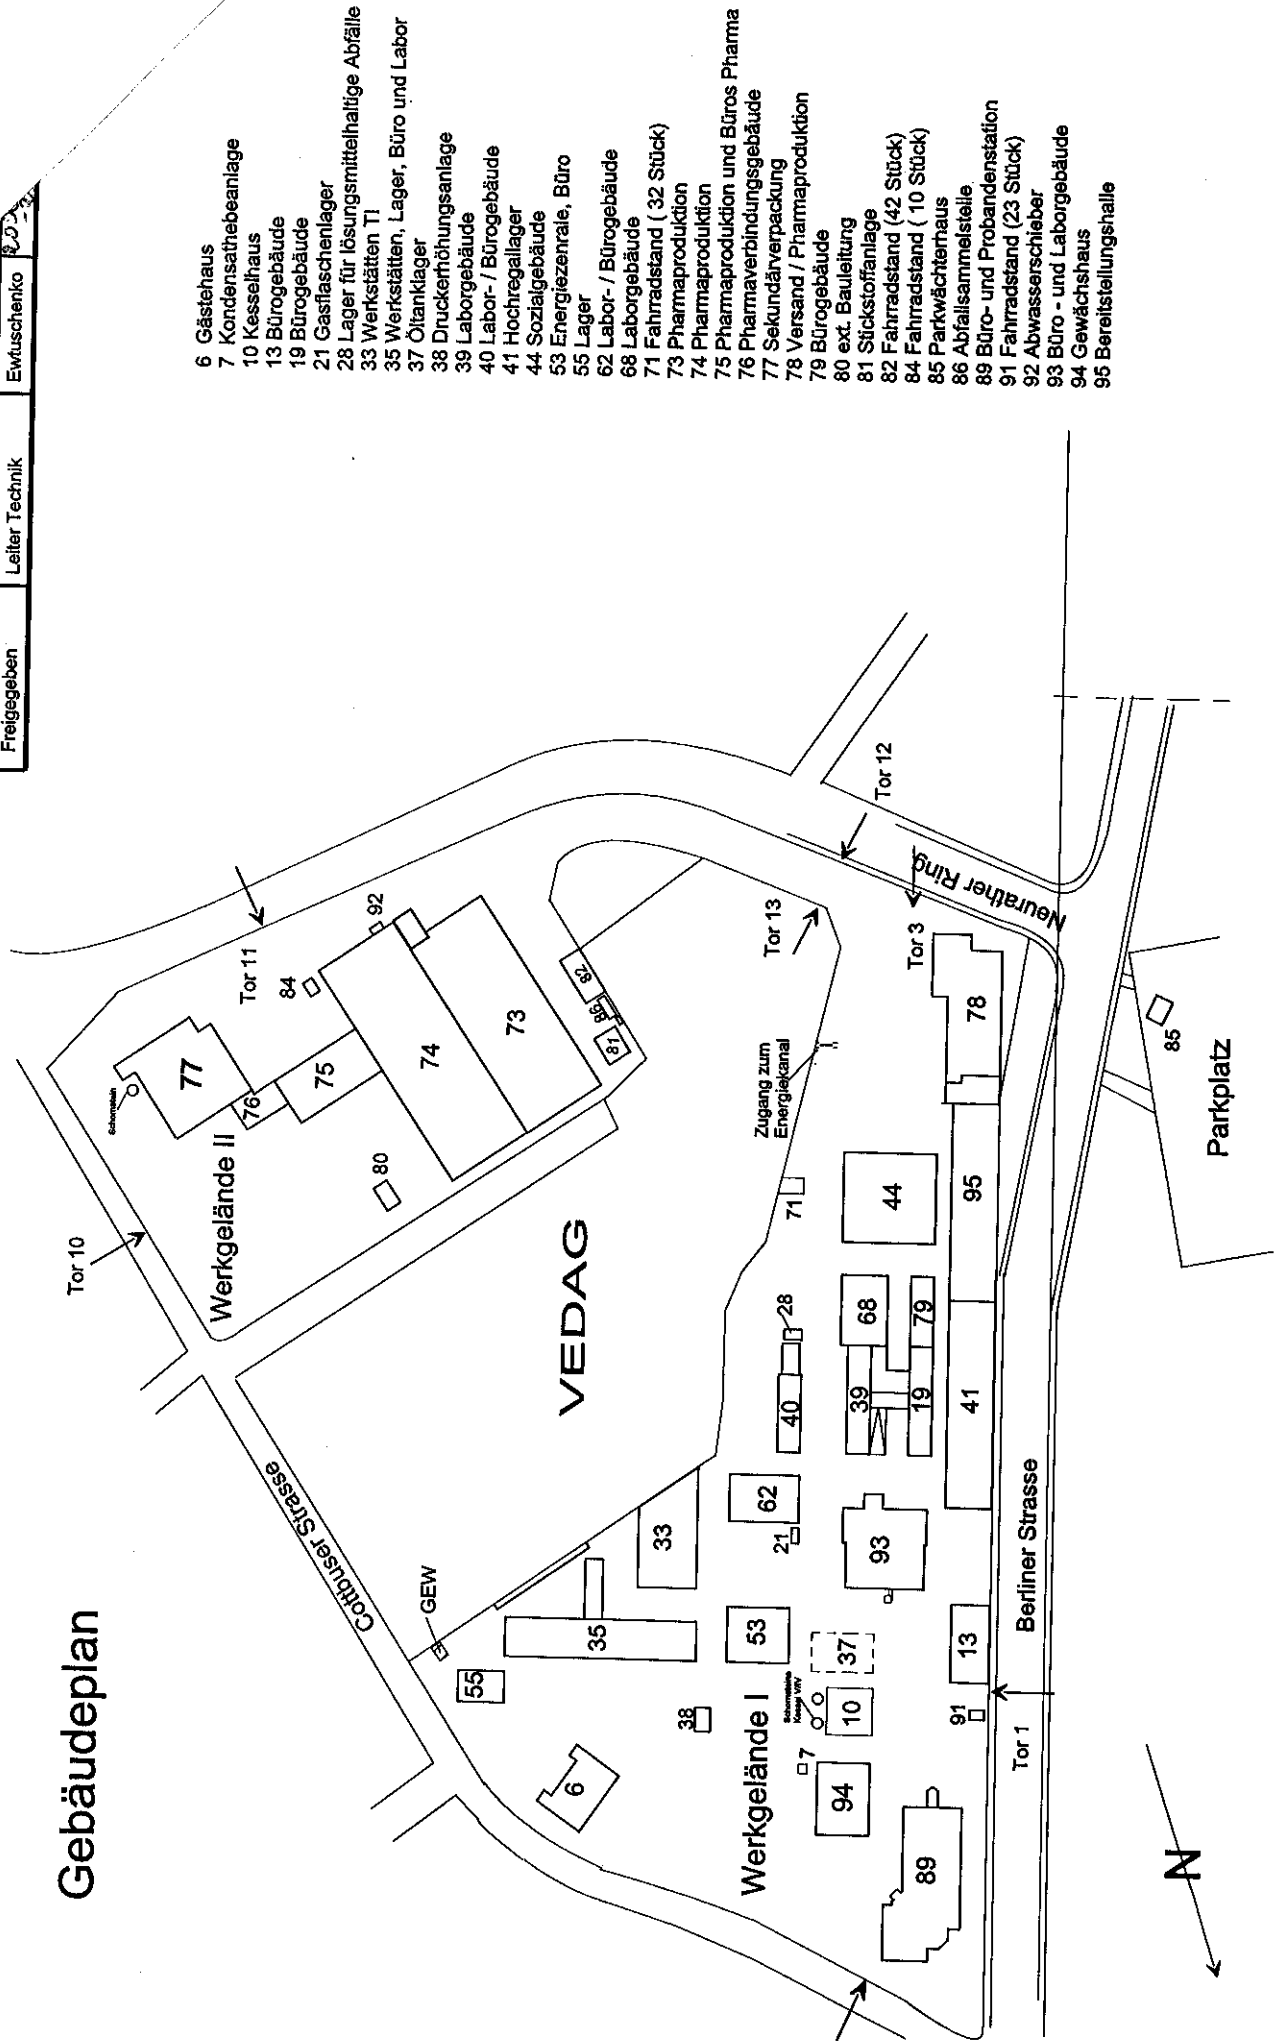 Freigegeben Leiter Technik Ewtuschenko
Gebäudeplan
6 Gästehaus
7 Kondensathebeanlage
10 Kesselhaus
13 Bürogebäude
19 Bürogebäude
21 Gasflaschenlager
28 Lager für lösungsmittelhaltige Abfälle
33 Werkstätten TI
35 Werkstätten, Lager, Büro und Labor
37 Öltanklager
38 Druckerhöhungsanlage
39 Laborgebäude
40 Labor- / Bürogebäude
41 Hochregallager
44 Sozialgebäude
53 Energiezenrale, Büro
55 Lager
62 Labor- / Bürogebäude
68 Laborgebäude
71 Fahrradstand ( 32 Stück)
73 Pharmaproduktion
74 Pharmaproduktion
75 Pharmaproduktion und Büros Pharma
76 Pharmaverbindungsgebäude
77 Sekundärverpackung
78 Versand / Pharmaproduktion
79 Bürogebäude
80 ext. Bauleitung
81 Stickstoffanlage
82 Fahrradstand (42 Stück)
84 Fahrradstand ( 10 Stück)
85 Parkwächterhaus
86 Abfallsammelstelle
89 Büro- und Probandenstation
91 Fahrradstand (23 Stück)
92 Abwasserschieber
93 Büro - und Laborgebäude
94 Gewächshaus
95 Bereitstellungshalle
Tor 10
Schornstein
77
Tor 11
84
92
76
75
74
73
Werkgelände II
80
82
86
81
Cottbuser Strasse
VEDAG
Tor 13
Tor 12
Tor 3
Neurather Ring
GEW
Zugang zum
Energiekanal
71
55
35
33
62
21
40
28
44
78
95
68
79
39
19
41
6
38
53
93
37
Schornsteine
Kessel
10
13
Werkgelände I
7
94
91
89
Tor 1
Berliner Strasse
85
Parkplatz
N